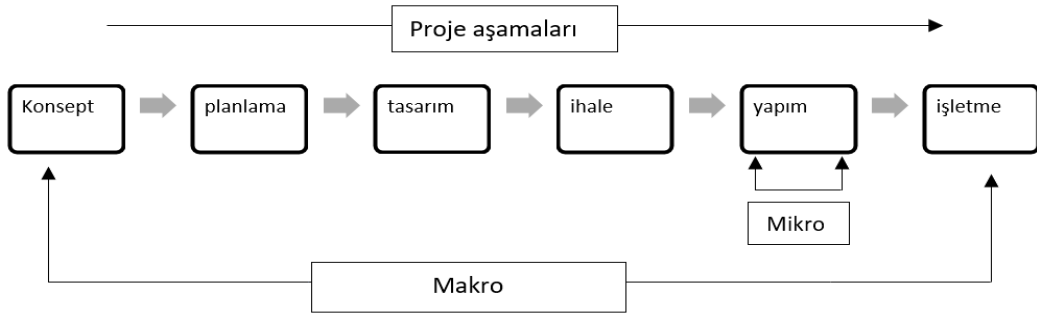 Proje aşamaları
Konsept
planlama
tasarım
ihale
yapım
işletme
Mikro
Makro